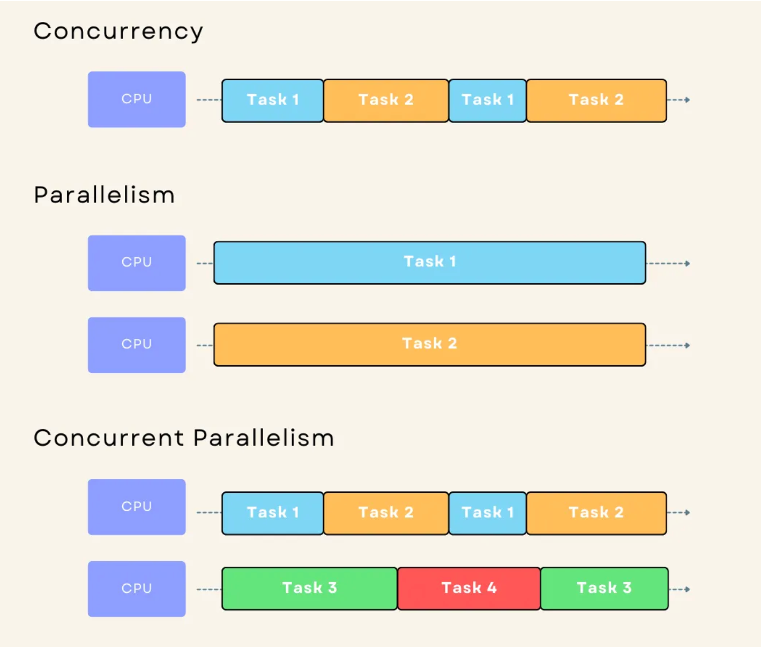 Concurrency
CPU Task 1 Task 2 Task 1 Task 2
Parallelism
CPU Task 1
CPU Task 2
Concurrent Parallelism
CPU Task 1 Task 2 Task 1 Task 2
CPU Task 3 Task 4 Task 3